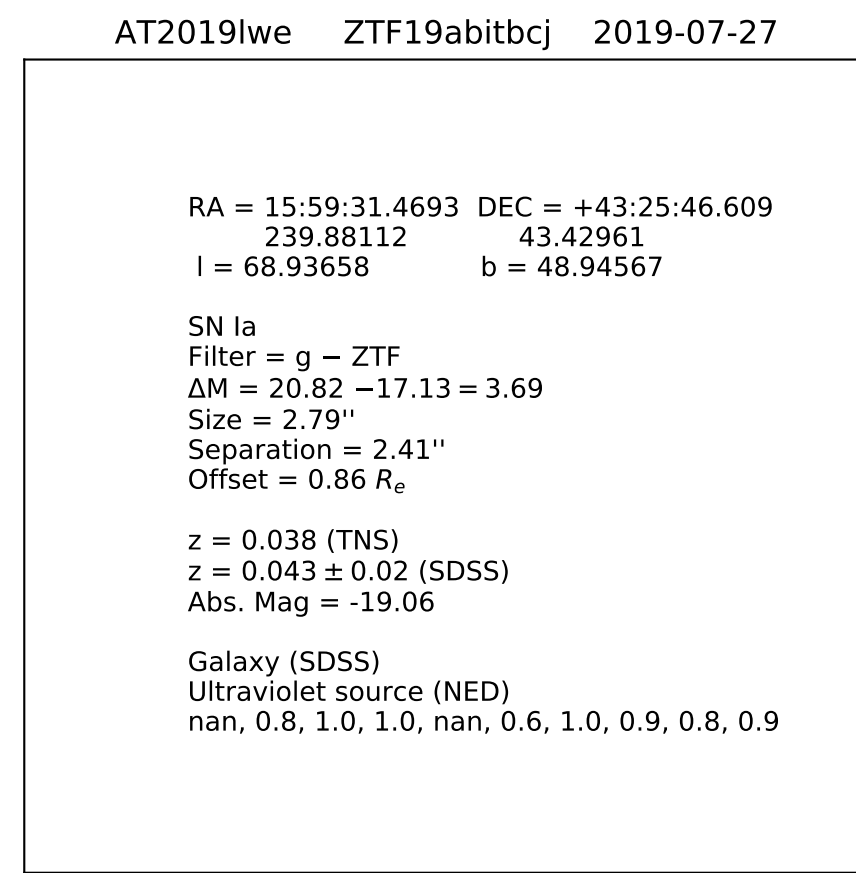 AT2019lwe ZTF19abitbcj 2019-07-27
RA = 15:59:31.4693 DEC = +43:25:46.609
239.88112 43.42961
l = 68.93658 b = 48.94567
SN Ia
Filter = g − ZTF
ΔM = 20.82 −17.13 = 3.69
Size = 2.79''
Separation = 2.41''
Offset = 0.86 Re
z = 0.038 (TNS)
z = 0.043 ± 0.02 (SDSS)
Abs. Mag = -19.06
Galaxy (SDSS)
Ultraviolet source (NED)
nan, 0.8, 1.0, 1.0, nan, 0.6, 1.0, 0.9, 0.8, 0.9